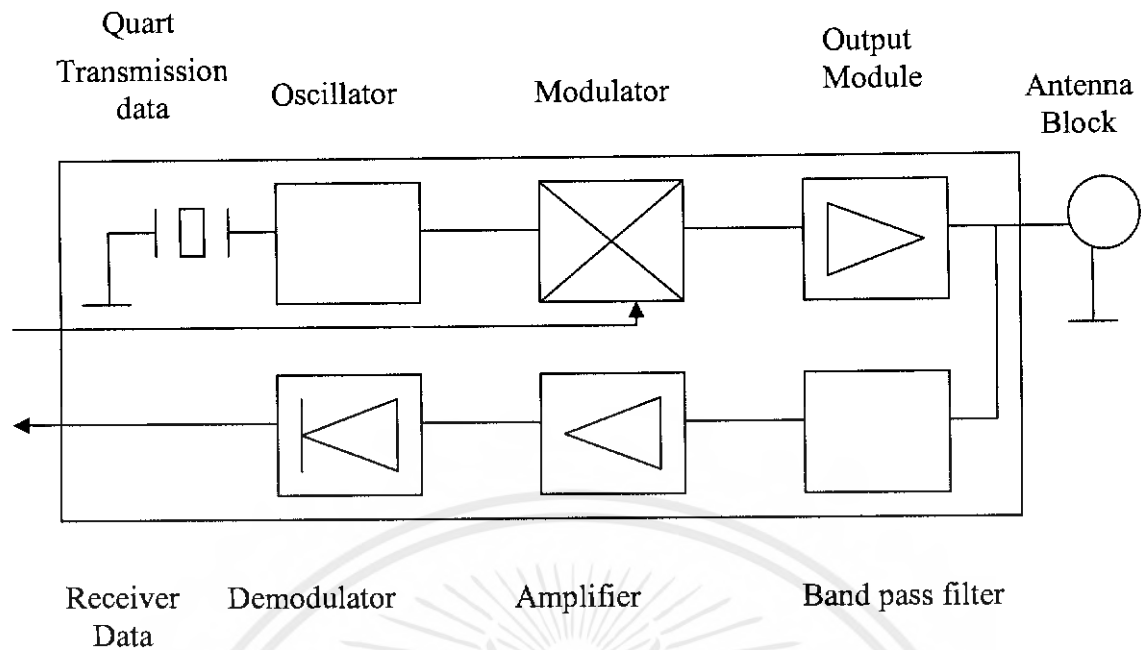 Quart
Transmission
data
Oscillator
Modulator
Output
Module
Antenna
Block
Receiver
Data
Demodulator
Amplifier
Band pass filter